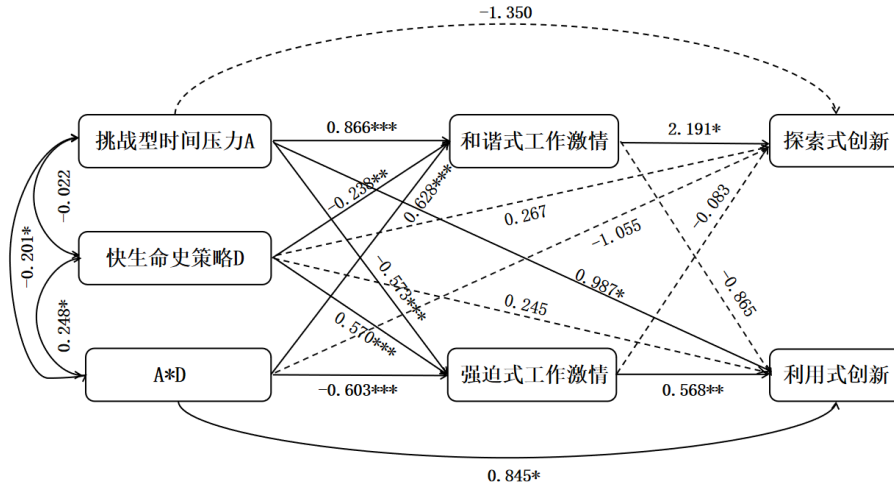 -1.350
挑战型时间压力A
0.866***
和谐式工作激情
2.191*
探索式创新
-0.022
-0.238**
0.628***
-0.083
-0.201*
0.267
-1.055
快生命史策略D
-0.573***
0.987*
-0.865
0.248*
0.570***
0.245
A*D
-0.603***
强迫式工作激情
0.568**
利用式创新
0.845*